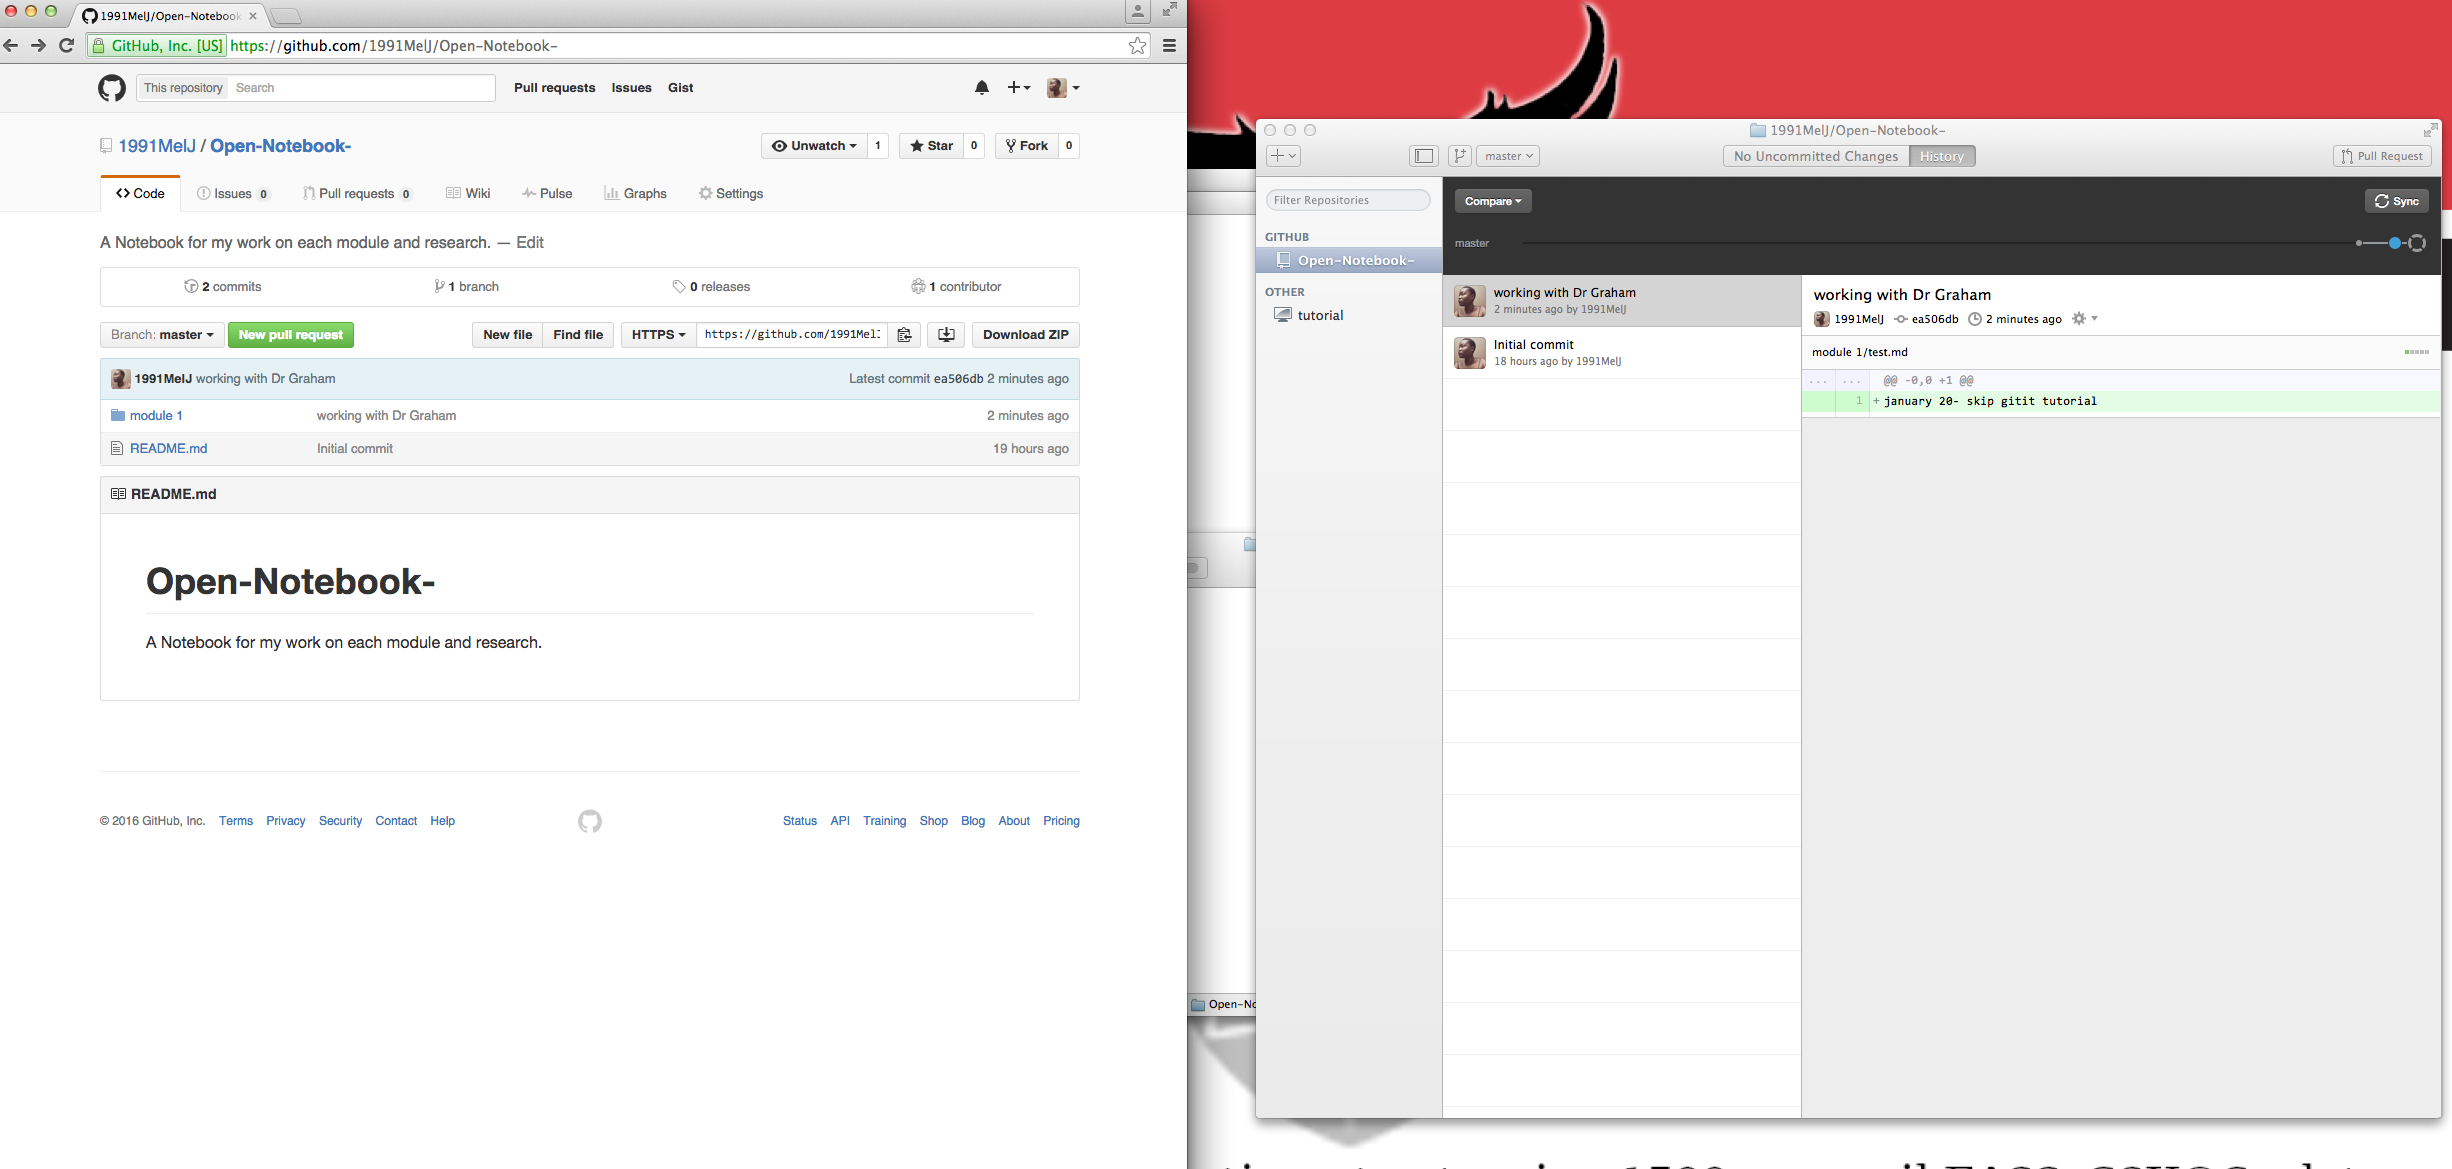 1991MelJ/Open-Notebook
GitHub, Inc. [US] https://github.com/1991MelJ/Open-Notebook-
This repository Search Pull requests Issues Gist
1991MelJ / Open-Notebook-
Unwatch 1 Star 0 Fork 0
Code Issues 0 Pull requests 0 Wiki Pulse Graphs Settings
A Notebook for my work on each module and research. — Edit
2 commits 1 branch 0 releases 1 contributor
Branch: master New pull request New file Find file HTTPS https://github.com/1991Mel Download ZIP
1991MelJ working with Dr Graham Latest commit ea506db 2 minutes ago
module 1 working with Dr Graham 2 minutes ago
README.md Initial commit 19 hours ago
README.md
Open-Notebook-
A Notebook for my work on each module and research.
© 2016 GitHub, Inc. Terms Privacy Security Contact Help Status API Training Shop Blog About Pricing
1991MelJ/Open-Notebook-
master No Uncommitted Changes History Pull Request
Filter Repositories
GITHUB
Open-Notebook-
OTHER
tutorial
Compare Sync
master
working with Dr Graham
2 minutes ago by 1991MelJ
Initial commit
18 hours ago by 1991MelJ
working with Dr Graham
1991MelJ ea506db 2 minutes ago
module 1/test.md
... ... @@ -0,0 +1 @@
1 + january 20- skip gitit tutorial
Open-No